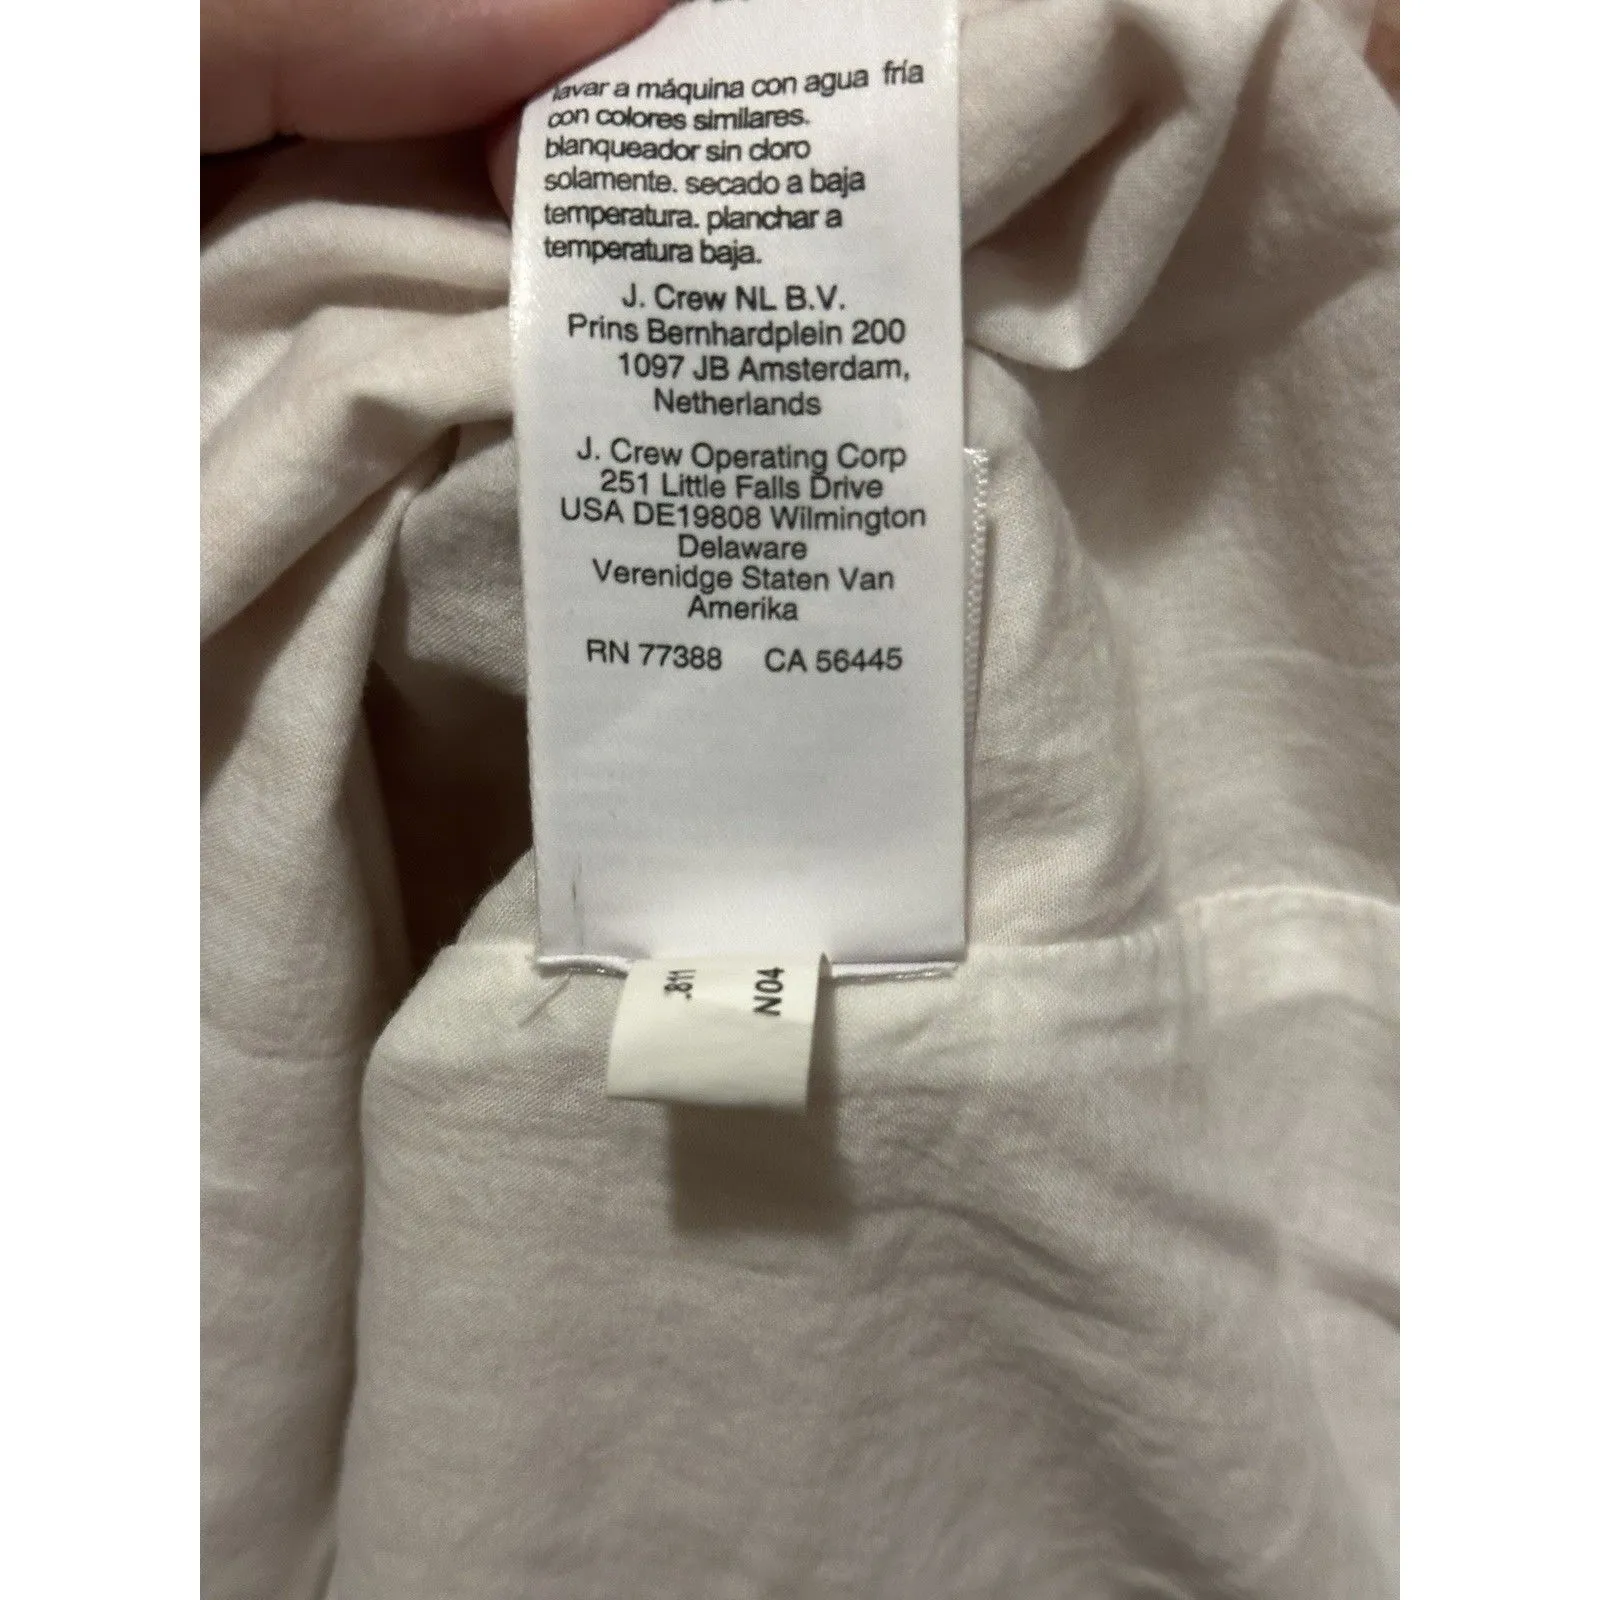 lavar a máquina con agua fría
con colores similares.
blanqueador sin cloro
solamente. secado a baja
temperatura. planchar a
temperatura baja.
J. Crew NL B.V.
Prins Bernhardplein 200
1097 JB Amsterdam,
Netherlands
J. Crew Operating Corp
251 Little Falls Drive
USA DE19808 Wilmington
Delaware
Verenidge Staten Van
Amerika
RN 77388 CA 56445
N04